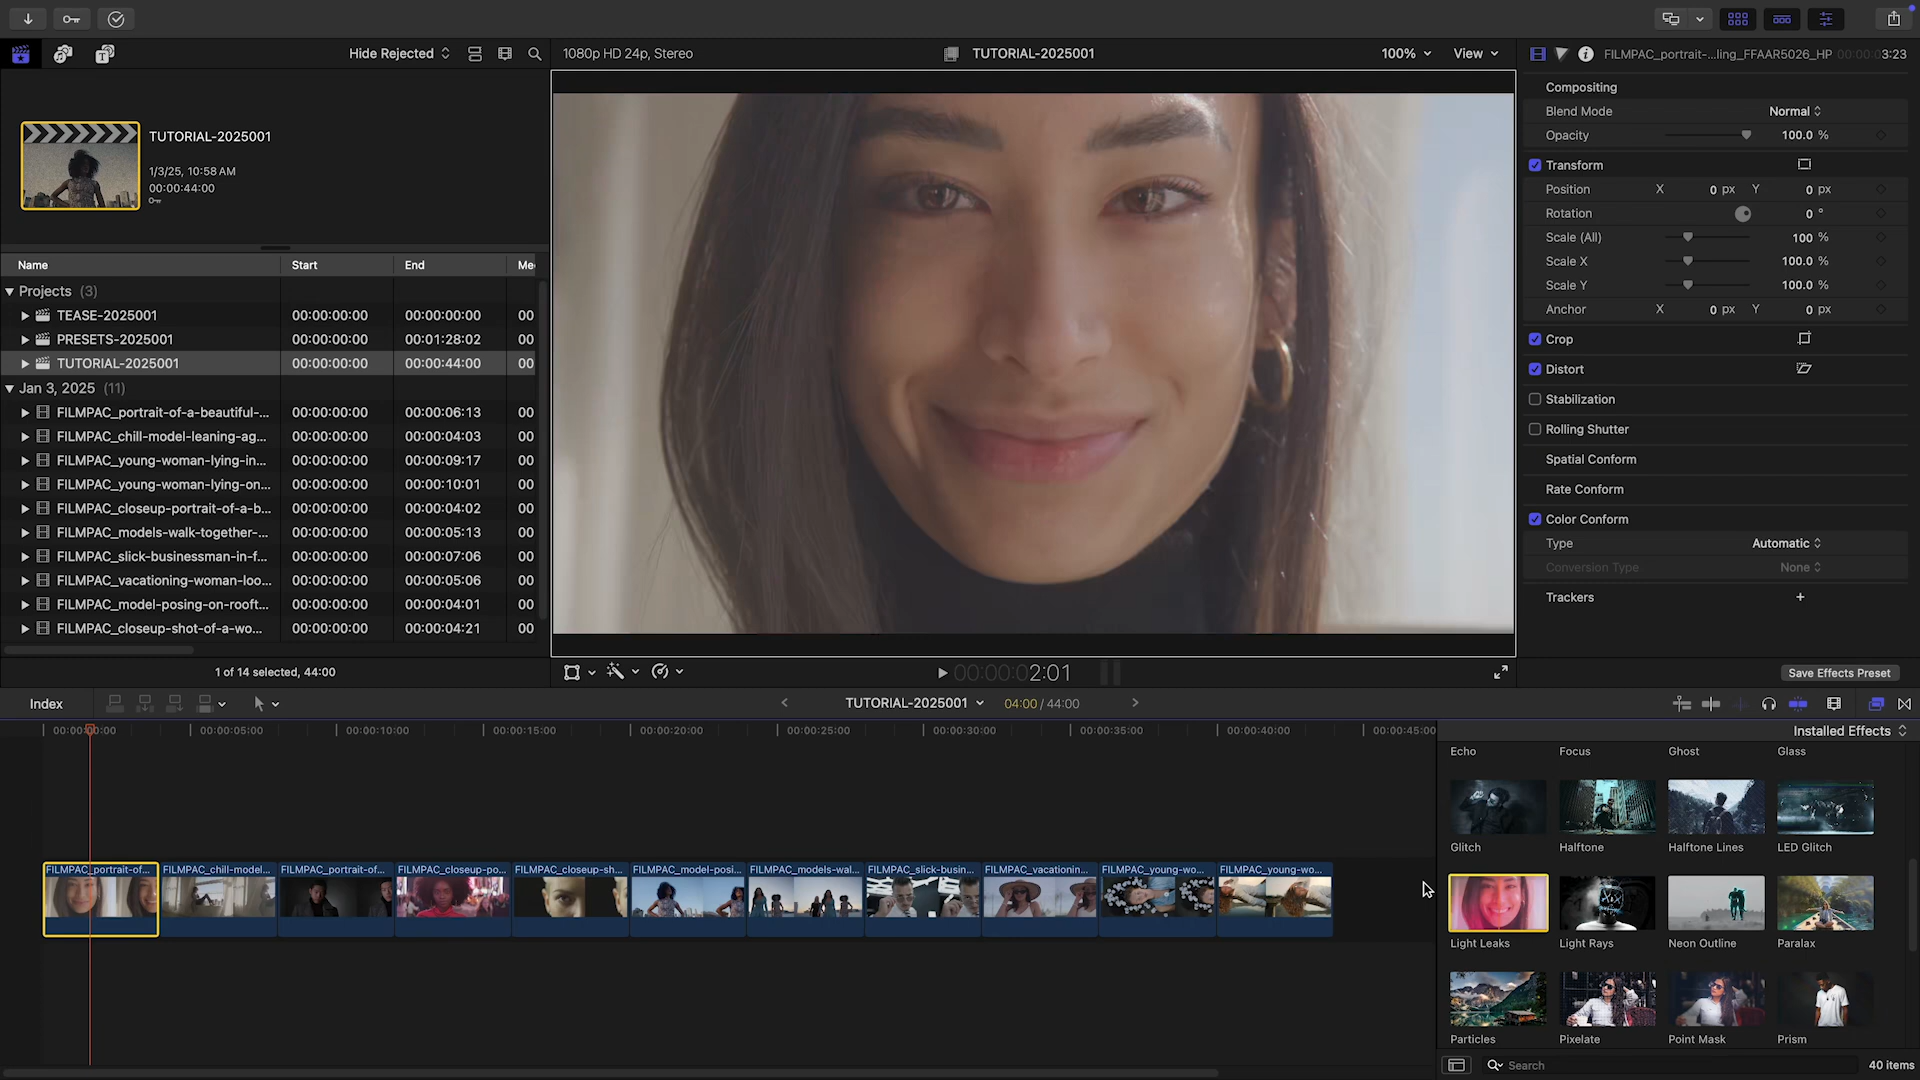 Hide Rejected
1080p HD 24p, Stereo
TUTORIAL-2025001
100%
View
FILMPAC_portrait-...ling_FFAAR5026_HP
00:00:03:23
TUTORIAL-2025001
1/3/25, 10:58 AM
00:00:44:00
Name Start End Me
Projects (3)
TEASE-2025001 00:00:00:00 00:00:00:00 00
PRESETS-2025001 00:00:00:00 00:01:28:02 00
TUTORIAL-2025001 00:00:00:00 00:00:44:00 00
Jan 3, 2025 (11)
FILMPAC_portrait-of-a-beautiful-... 00:00:00:00 00:00:06:13 00
FILMPAC_chill-model-leaning-ag... 00:00:00:00 00:00:04:03 00
FILMPAC_young-woman-lying-in... 00:00:00:00 00:00:09:17 00
FILMPAC_young-woman-lying-on... 00:00:00:00 00:00:10:01 00
FILMPAC_closeup-portrait-of-a-b... 00:00:00:00 00:00:04:02 00
FILMPAC_models-walk-together-... 00:00:00:00 00:00:05:13 00
FILMPAC_slick-businessman-in-f... 00:00:00:00 00:00:07:06 00
FILMPAC_vacationing-woman-loo... 00:00:00:00 00:00:05:06 00
FILMPAC_model-posing-on-rooft... 00:00:00:00 00:00:04:01 00
FILMPAC_closeup-shot-of-a-wo... 00:00:00:00 00:00:04:21 00
1 of 14 selected, 44:00
00:00:02:01
Compositing
Blend Mode Normal
Opacity 100.0 %
Transform
Position X 0 px Y 0 px
Rotation 0 °
Scale (All) 100 %
Scale X 100.0 %
Scale Y 100.0 %
Anchor X 0 px Y 0 px
Crop
Distort
Stabilization
Rolling Shutter
Spatial Conform
Rate Conform
Color Conform
Type Automatic
Conversion Type None
Trackers +
Save Effects Preset
Index
TUTORIAL-2025001
04:00 / 44:00
00:00:00:00 00:00:05:00 00:00:10:00 00:00:15:00 00:00:20:00 00:00:25:00 00:00:30:00 00:00:35:00 00:00:40:00 00:00:45:00
FILMPAC_portrait-of... FILMPAC_chill-model... FILMPAC_portrait-of... FILMPAC_closeup-po... FILMPAC_closeup-sh... FILMPAC_model-posi... FILMPAC_models-wal... FILMPAC_slick-busin... FILMPAC_vacationin... FILMPAC_young-wo... FILMPAC_young-wo...
Installed Effects
Echo Focus Ghost Glass
Glitch Halftone Halftone Lines LED Glitch
Light Leaks Light Rays Neon Outline Paralax
Particles Pixelate Point Mask Prism
Search
40 items